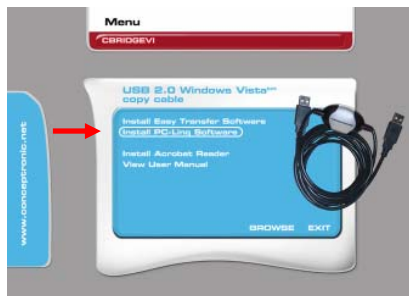 Menu
CBRIDGEVI
USB 2.0 Windows Vista™
copy cable
Install Easy Transfer Software
Install PC-Linq Software
Install Acrobat Reader
View User Manual
BROWSE EXIT
www.conceptronic.net